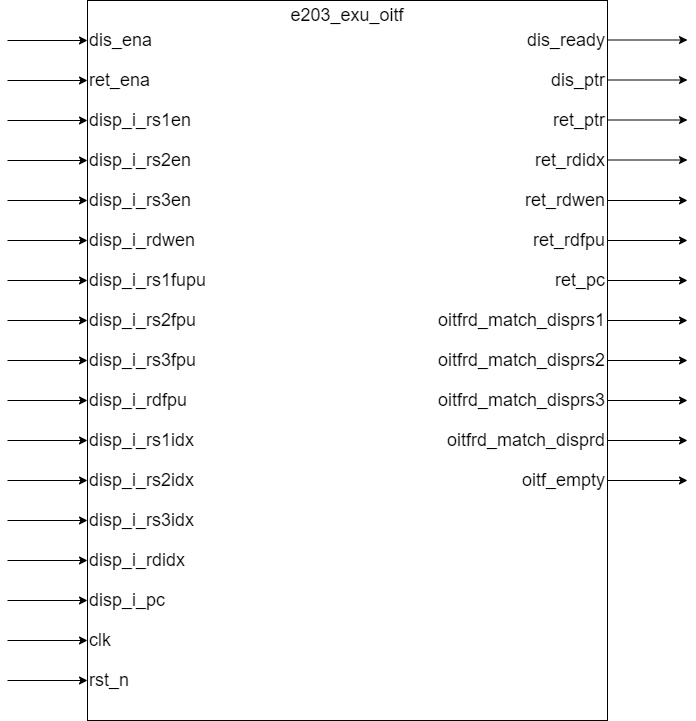 e203_exu_oitf
dis_ena
dis_ready
ret_ena
dis_ptr
disp_i_rs1en
ret_ptr
disp_i_rs2en
ret_rdidx
disp_i_rs3en
ret_rdwen
disp_i_rdwen
ret_rdfpu
disp_i_rs1fupu
ret_pc
disp_i_rs2fpu
oitfrd_match_disprs1
disp_i_rs3fpu
oitfrd_match_disprs2
disp_i_rdfpu
oitfrd_match_disprs3
disp_i_rs1idx
oitfrd_match_disprd
disp_i_rs2idx
oitf_empty
disp_i_rs3idx
disp_i_rdidx
disp_i_pc
clk
rst_n